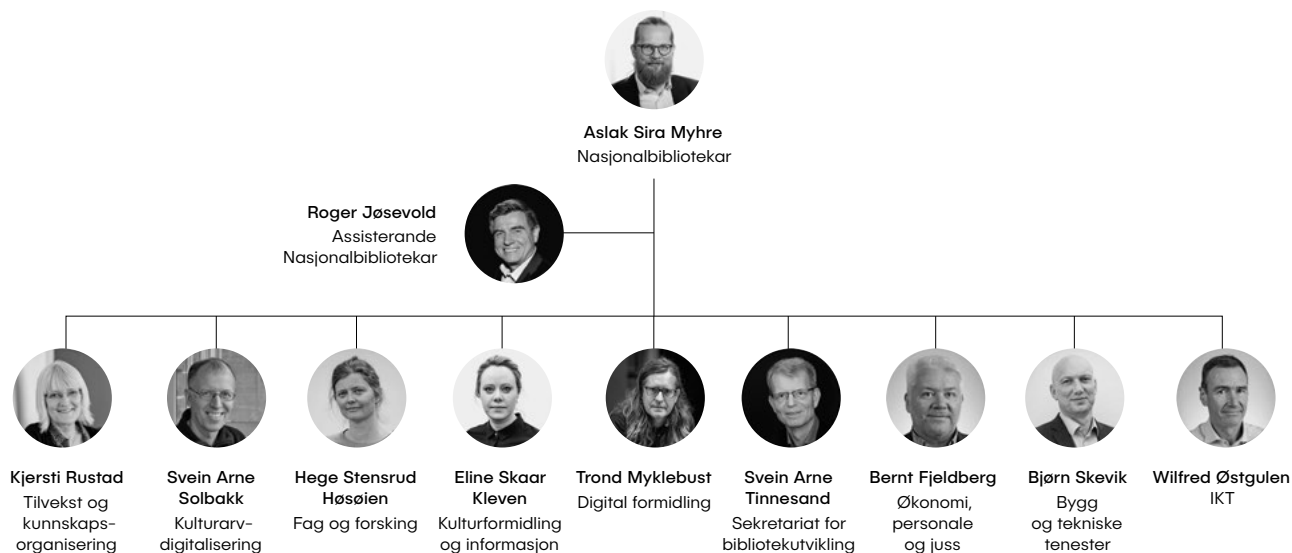 Aslak Sira Myhre
Nasjonalbibliotekar
Roger Jøsevold
Assisterande
Nasjonalbibliotekar
Kjersti Rustad
Tilvekst og
kunnskaps-
organisering
Svein Arne
Solbakk
Kulturarv-
digitalisering
Hege Stensrud
Høsøien
Fag og forsking
Eline Skaar
Kleven
Kulturformidling
og informasjon
Trond Myklebust
Digital formidling
Svein Arne
Tinnesand
Sekretariat for
bibliotekutvikling
Bernt Fjeldberg
Økonomi,
personale
og juss
Bjørn Skevik
Bygg
og tekniske
tenester
Wilfred Østgulen
IKT